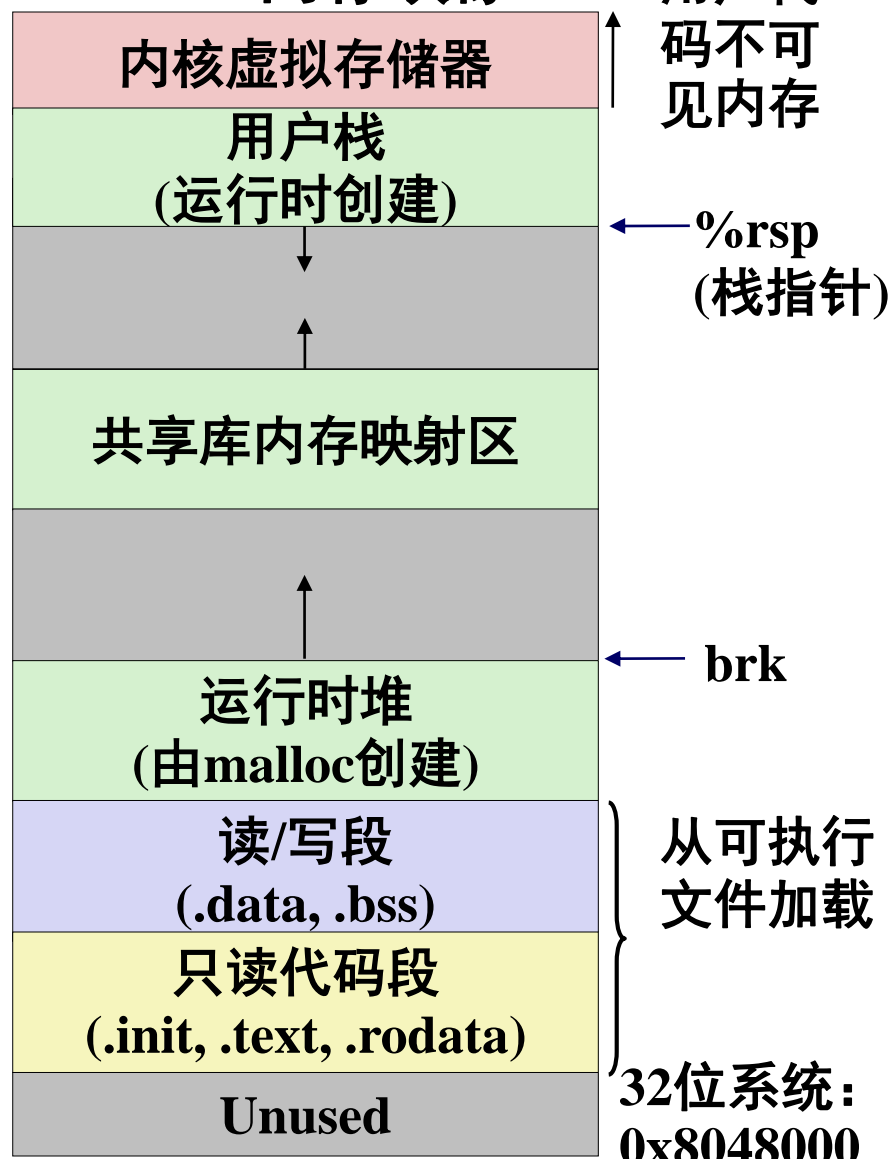 内核虚拟存储器
用户代
码不可
见内存
用户栈
(运行时创建)
%rsp
(栈指针)
共享库内存映射区
brk
运行时堆
(由malloc创建)
读/写段
(.data, .bss)
从可执行
文件加载
只读代码段
(.init, .text, .rodata)
Unused
32位系统：
0x8048000